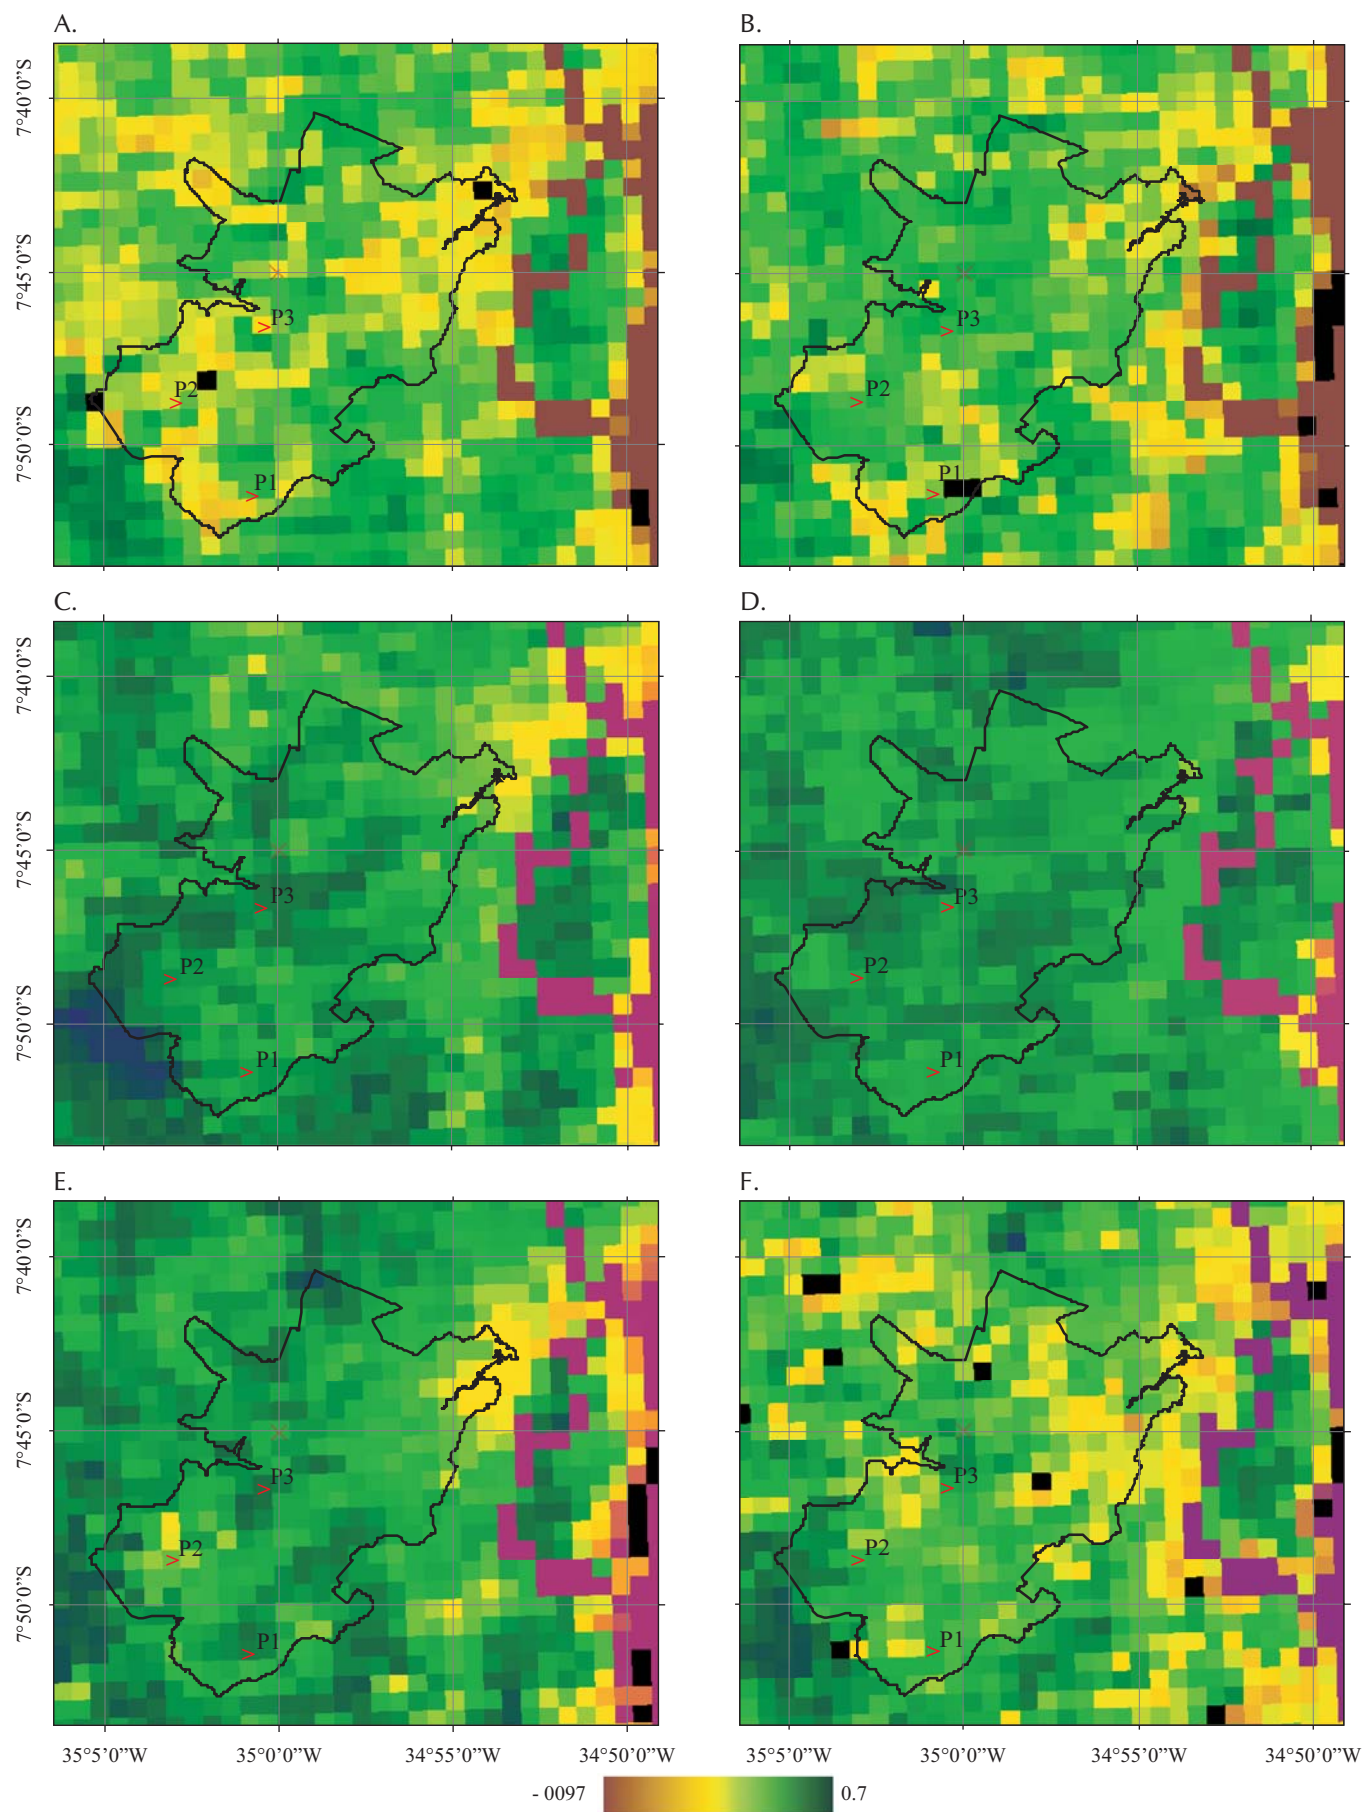 A.
B.
7°40’0”S
7°45’0”S
7°50’0”S
P3
P2
P1
P3
P2
P1
C.
D.
7°40’0”S
7°45’0”S
7°50’0”S
P3
P2
P1
P3
P2
P1
E.
F.
7°40’0”S
7°45’0”S
7°50’0”S
P3
P2
P1
P3
P2
P1
35°5’0”W 35°0’0”W 34°55’0”W 34°50’0”W 35°5’0”W 35°0’0”W 34°55’0”W 34°50’0”W
- 0097 0.7